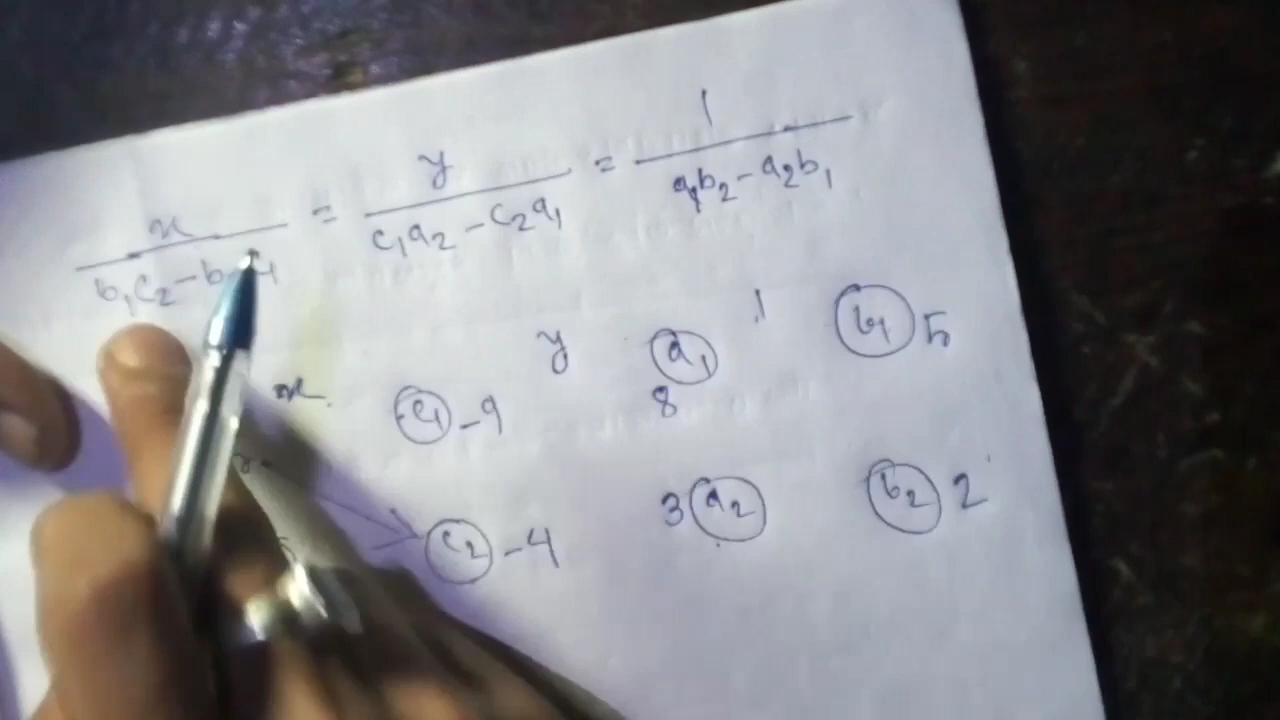 x/(b₁c₂ - b c₁) = y/(c₁a₂ - c₂a₁) = 1/(a₁b₂ - a₂b₁)
x y 1
c₁ -9 a₁ 8 b₁ 5
c₂ -4 3 a₂ b₂ 2